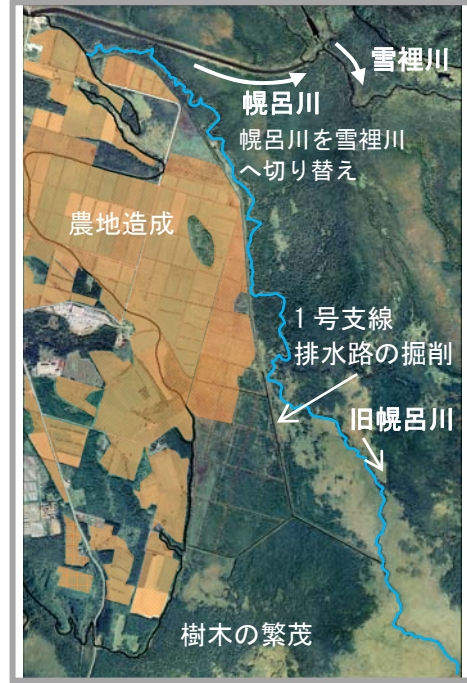 雪裡川
幌呂川
幌呂川を雪裡川
へ切り替え
農地造成
1号支線
排水路の掘削
旧幌呂川
樹木の繁茂